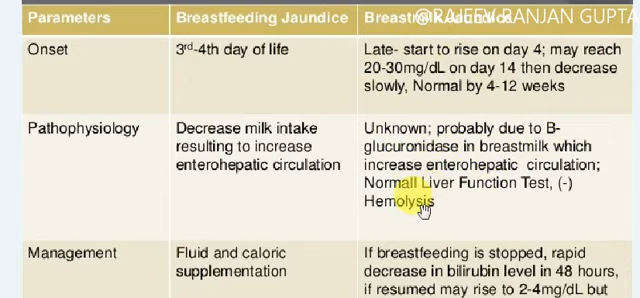 @RAJEEV RANJAN GUPTA
Parameters Breastfeeding Jaundice Breastmilk Jaundice
Onset 3rd-4th day of life Late- start to rise on day 4; may reach
20-30mg/dL on day 14 then decrease
slowly, Normal by 4-12 weeks
Pathophysiology Decrease milk intake Unknown; probably due to B-
resulting to increase glucuronidase in breastmilk which
enterohepatic circulation increase enterohepatic circulation;
Normall Liver Function Test, (-)
Hemolysis
Management Fluid and caloric If breastfeeding is stopped, rapid
supplementation decrease in bilirubin level in 48 hours,
if resumed may rise to 2-4mg/dL but